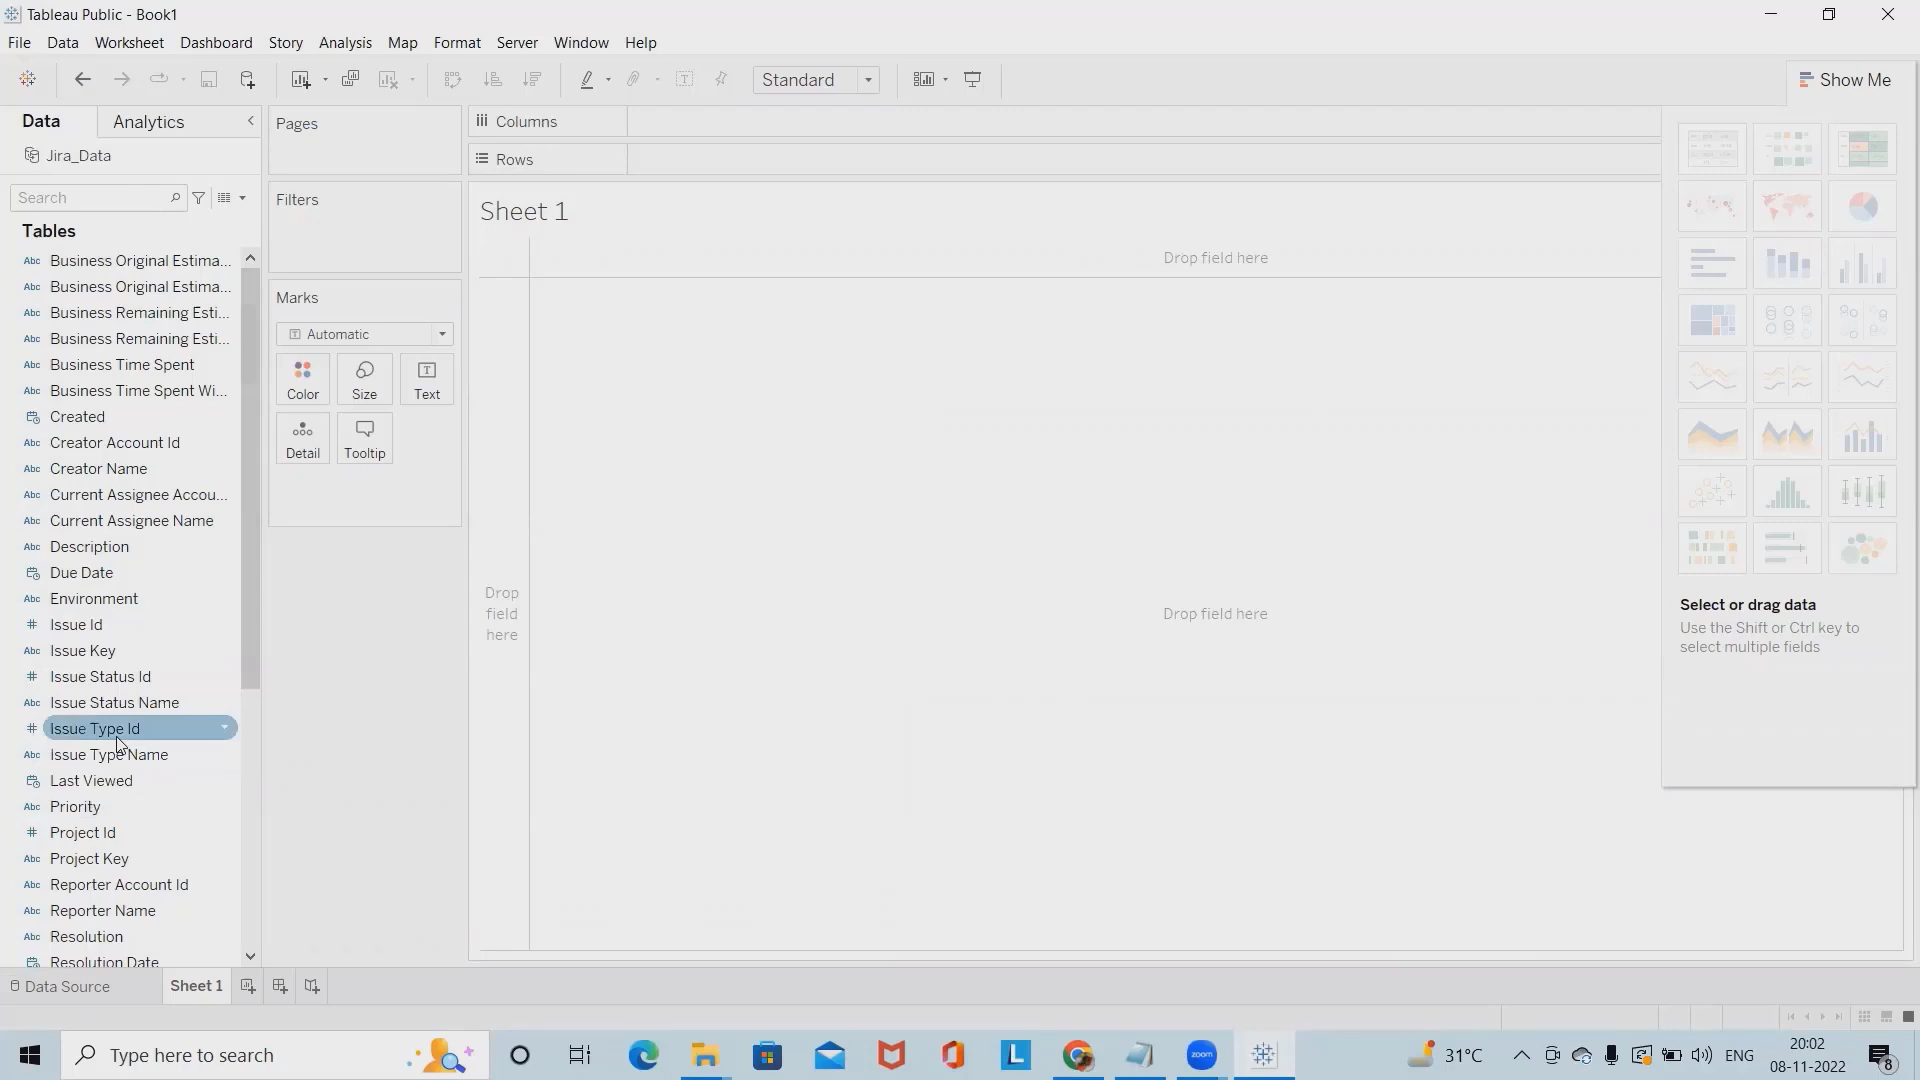 Tableau Public - Book1
File Data Worksheet Dashboard Story Analysis Map Format Server Window Help
Standard
Show Me
Data Analytics
Jira_Data
Search
Tables
Business Original Estima...
Business Original Estima...
Business Remaining Esti...
Business Remaining Esti...
Business Time Spent
Business Time Spent Wi...
Created
Creator Account Id
Creator Name
Current Assignee Accou...
Current Assignee Name
Description
Due Date
Environment
Issue Id
Issue Key
Issue Status Id
Issue Status Name
Issue Type Id
Issue Type Name
Last Viewed
Priority
Project Id
Project Key
Reporter Account Id
Reporter Name
Resolution
Resolution Date
Pages
Filters
Marks
Automatic
Color Size Text
Detail Tooltip
Columns
Rows
Sheet 1
Drop field here
Drop
field
here
Drop field here
Select or drag data
Use the Shift or Ctrl key to
select multiple fields
Data Source Sheet 1
Type here to search
zoom
31°C
ENG
20:02
08-11-2022
8